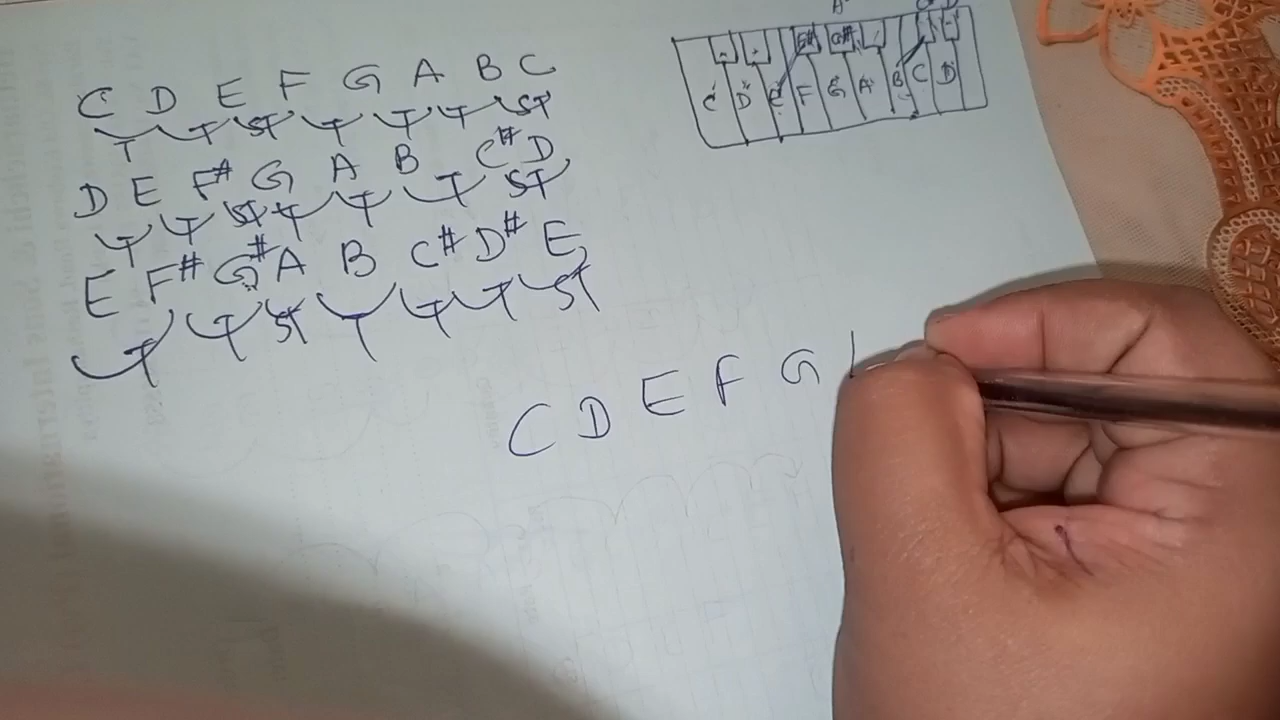 C D E F G A B C
T T ST T T T ST
D E F# G A B C# D
T T ST T T T ST
E F# G# A B C# D# E
T T ST T T T ST
C D E F G
F# G#
C D E F G A B C D